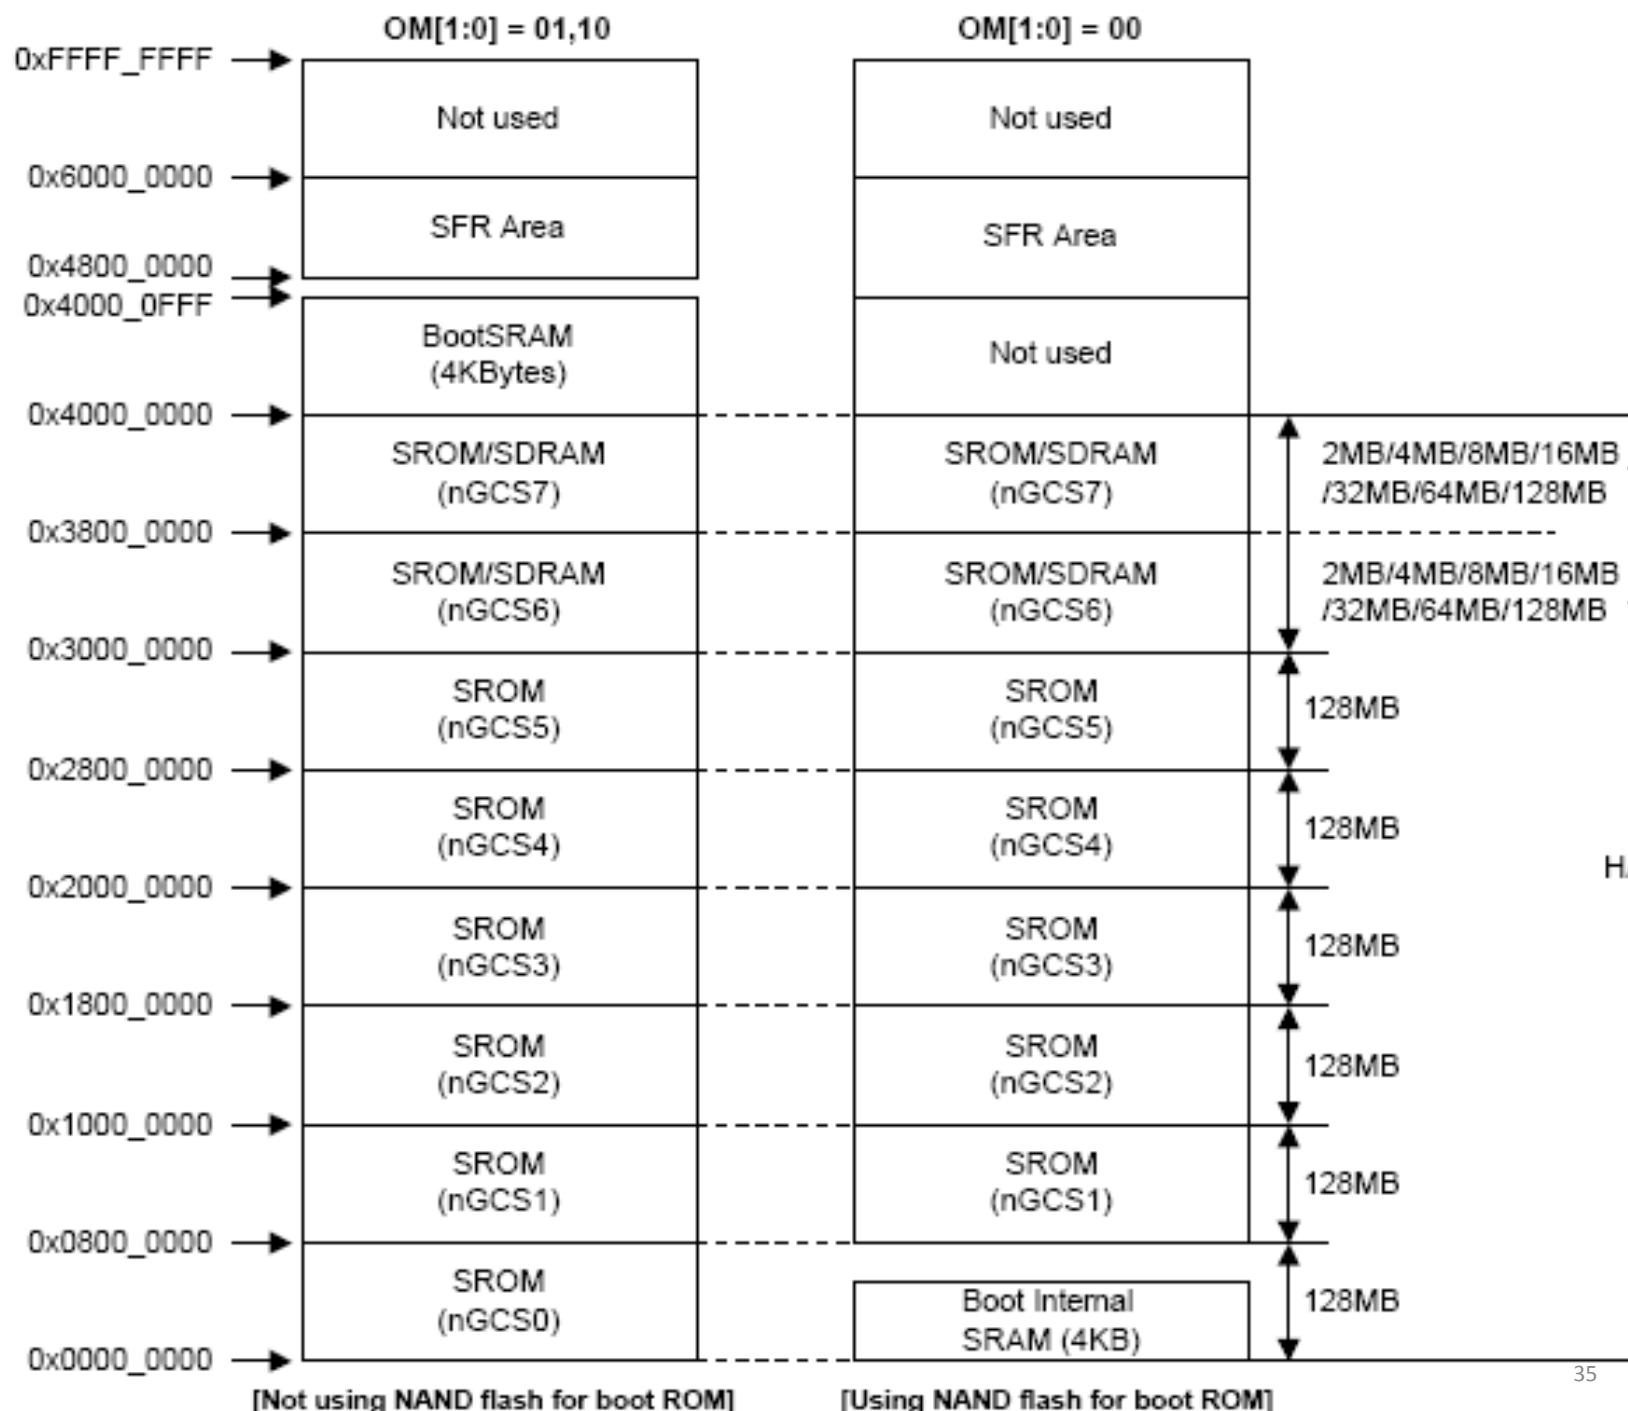 OM[1:0] = 01,10
OM[1:0] = 00
0xFFFF_FFFF
Not used
Not used
0x6000_0000
SFR Area
SFR Area
0x4800_0000
0x4000_0FFF
BootSRAM
(4KBytes)
Not used
0x4000_0000
SROM/SDRAM
(nGCS7)
SROM/SDRAM
(nGCS7)
2MB/4MB/8MB/16MB
/32MB/64MB/128MB
0x3800_0000
SROM/SDRAM
(nGCS6)
SROM/SDRAM
(nGCS6)
2MB/4MB/8MB/16MB
/32MB/64MB/128MB
0x3000_0000
SROM
(nGCS5)
SROM
(nGCS5)
128MB
0x2800_0000
SROM
(nGCS4)
SROM
(nGCS4)
128MB
0x2000_0000
SROM
(nGCS3)
SROM
(nGCS3)
128MB
0x1800_0000
SROM
(nGCS2)
SROM
(nGCS2)
128MB
0x1000_0000
SROM
(nGCS1)
SROM
(nGCS1)
128MB
0x0800_0000
SROM
(nGCS0)
Boot Internal
SRAM (4KB)
128MB
0x0000_0000
35
[Not using NAND flash for boot ROM]
[Using NAND flash for boot ROM]